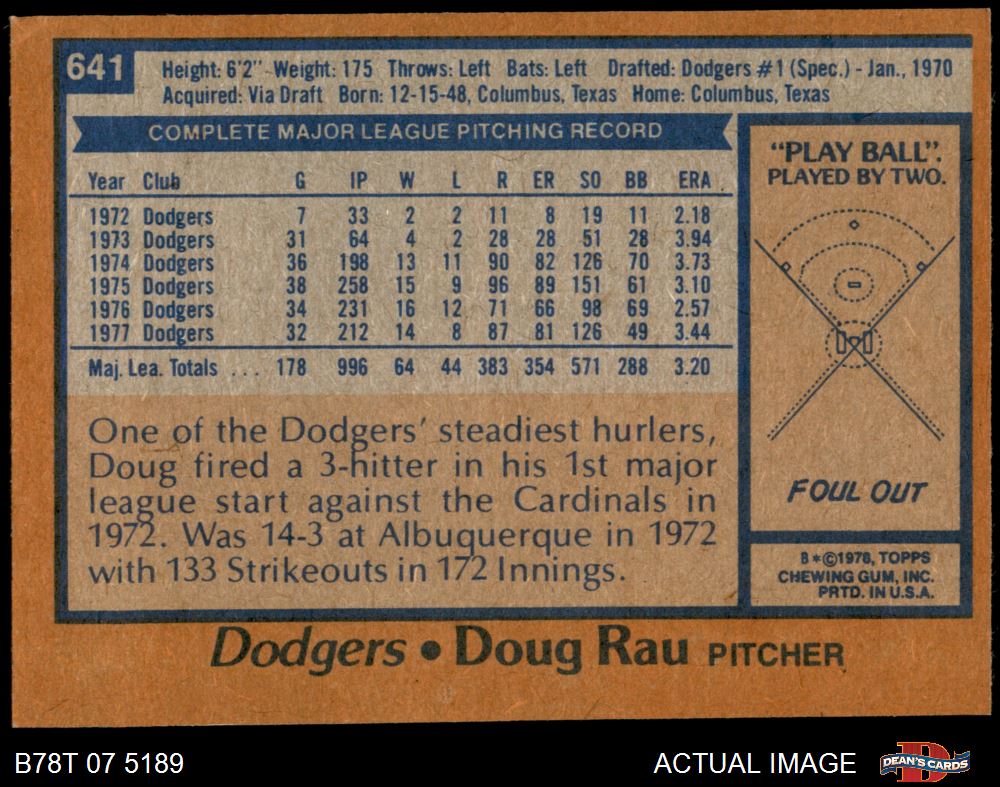 641
Height: 6'2" Weight: 175 Throws: Left Bats: Left Drafted: Dodgers #1 (Spec.) - Jan., 1970
Acquired: Via Draft Born: 12-15-48, Columbus, Texas Home: Columbus, Texas
COMPLETE MAJOR LEAGUE PITCHING RECORD
Year Club G IP W L R ER SO BB ERA
1972 Dodgers 7 33 2 2 11 8 19 11 2.18
1973 Dodgers 31 64 4 2 28 28 51 28 3.94
1974 Dodgers 36 198 13 11 90 82 126 70 3.73
1975 Dodgers 38 258 15 9 96 89 151 61 3.10
1976 Dodgers 34 231 16 12 71 66 98 69 2.57
1977 Dodgers 32 212 14 8 87 81 126 49 3.44
Maj. Lea. Totals ... 178 996 64 44 383 354 571 288 3.20
One of the Dodgers' steadiest hurlers,
Doug fired a 3-hitter in his 1st major
league start against the Cardinals in
1972. Was 14-3 at Albuquerque in 1972
with 133 Strikeouts in 172 Innings.
"PLAY BALL".
PLAYED BY TWO.
FOUL OUT
B*©1978, TOPPS
CHEWING GUM, INC.
PRTD. IN U.S.A.
Dodgers • Doug Rau PITCHER
B78T 07 5189
ACTUAL IMAGE
D
DEAN'S CARDS